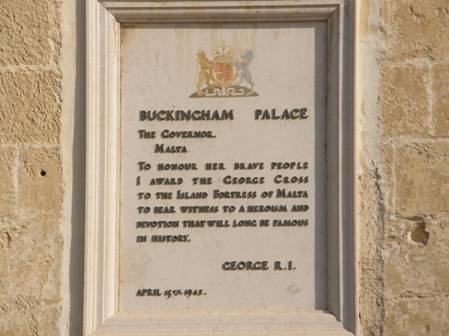 BUCKINGHAM PALACE
THE GOVERNOR.
MALTA
TO HONOUR HER BRAVE PEOPLE
I AWARD THE GEORGE CROSS
TO THE ISLAND FORTRESS OF MALTA
TO BEAR WITNESS TO A HEROISM AND
DEVOTION THAT WILL LONG BE FAMOUS
IN HISTORY.
GEORGE R.I.
APRIL 15TH. 1942.